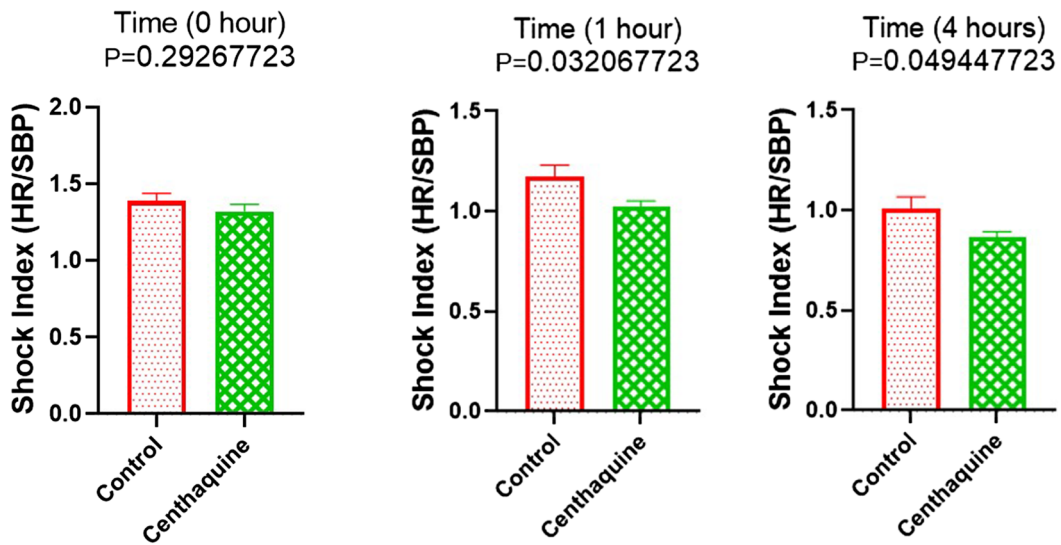 Time (0 hour)
P=0.29267723
Shock Index (HR/SBP)
2.0
1.5
1.0
0.5
0.0
Control
Centhaquine
Time (1 hour)
P=0.032067723
Shock Index (HR/SBP)
1.5
1.0
0.5
0.0
Control
Centhaquine
Time (4 hours)
P=0.049447723
Shock Index (HR/SBP)
1.5
1.0
0.5
0.0
Control
Centhaquine